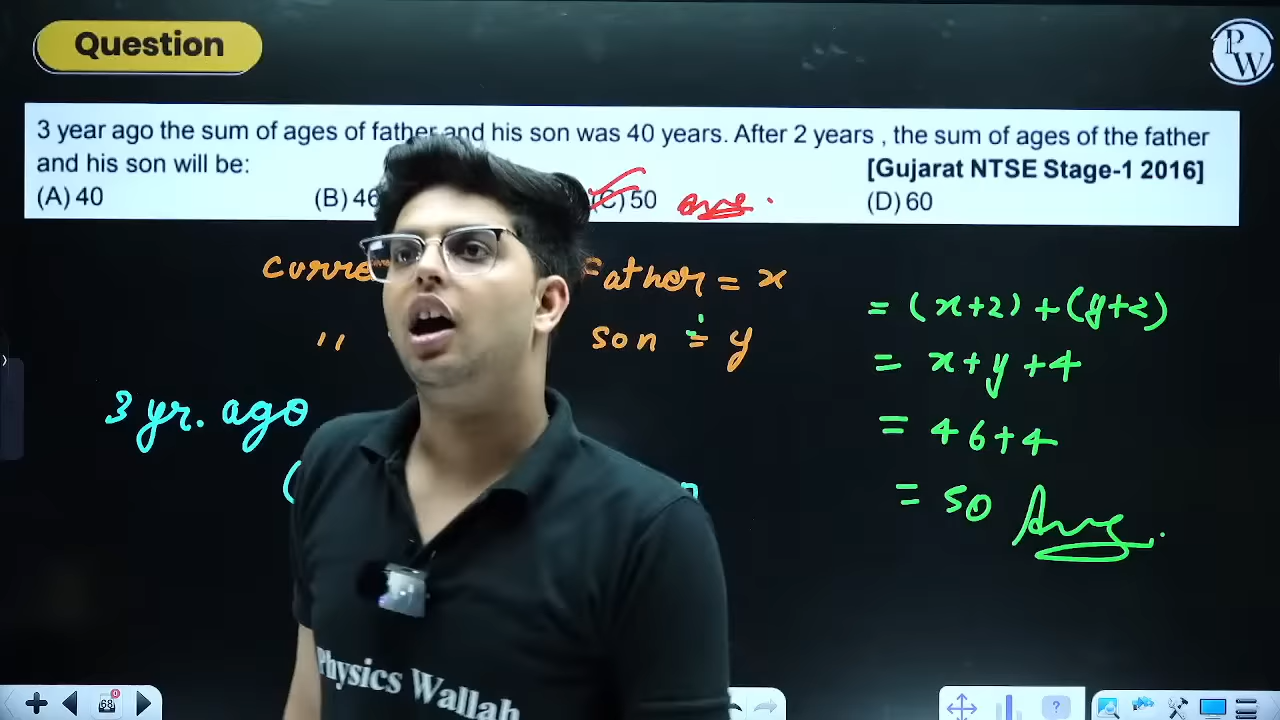 Question
PW
3 year ago the sum of ages of father and his son was 40 years. After 2 years , the sum of ages of the father
and his son will be:
[Gujarat NTSE Stage-1 2016]
(A) 40 (B) 46 (C) 50 Ans. (D) 60
Father = x
,, son = y
3 yr. ago
(
= (x+2) + (y+2)
= x+y+4
= 46+4
= 50 Ans.
Physics Wallah
68